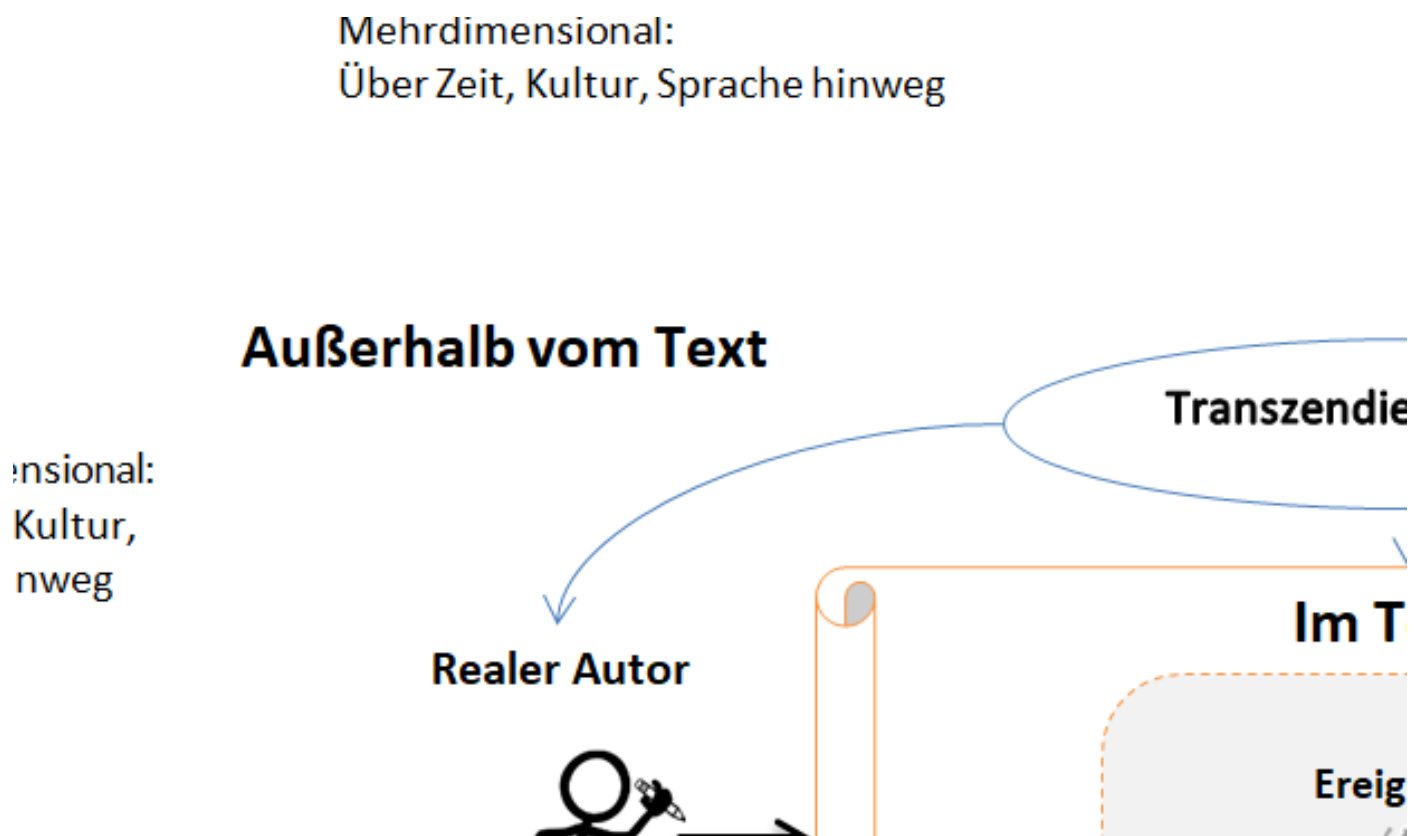 Mehrdimensional:
Über Zeit, Kultur, Sprache hinweg
Außerhalb vom Text
Transzendie
ensional:
Kultur,
nweg
Im T
Realer Autor
Ereig